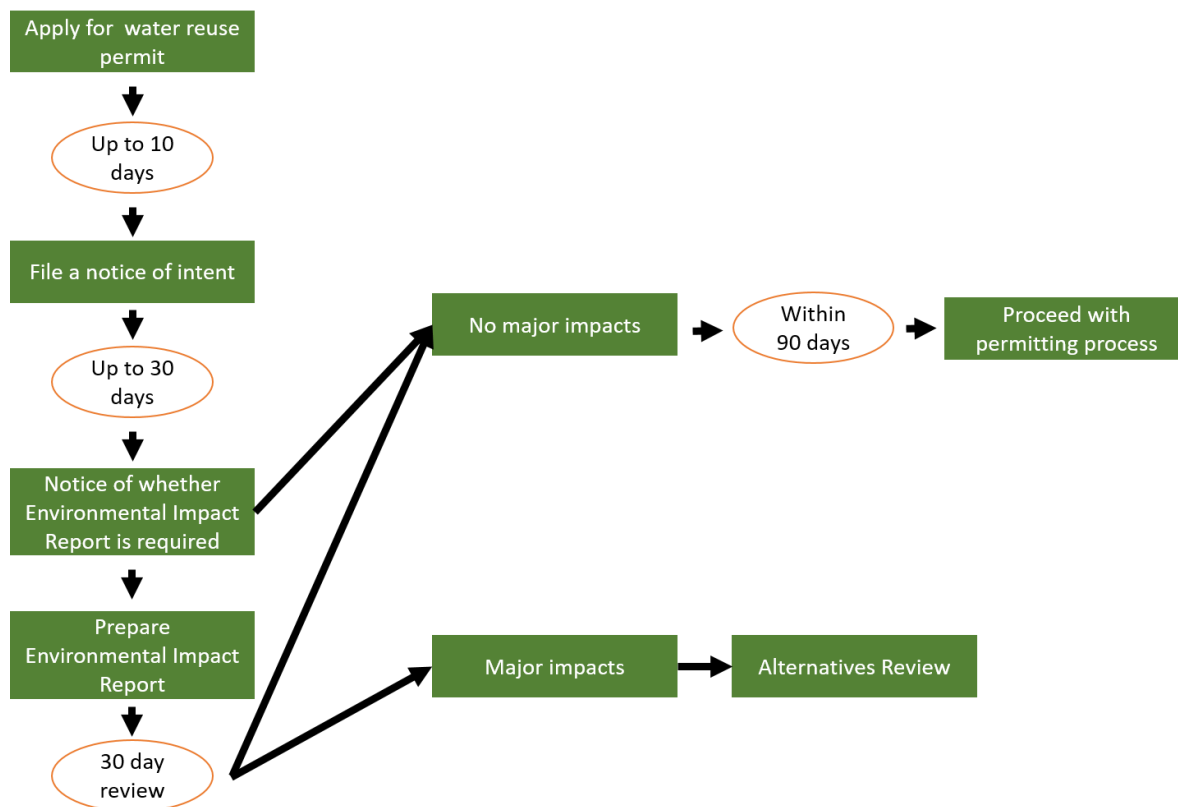 Apply for water reuse
permit
Up to 10
days
File a notice of intent
Up to 30
days
Notice of whether
Environmental Impact
Report is required
Prepare
Environmental Impact
Report
30 day
review
No major impacts
Within
90 days
Proceed with
permitting process
Major impacts
Alternatives Review